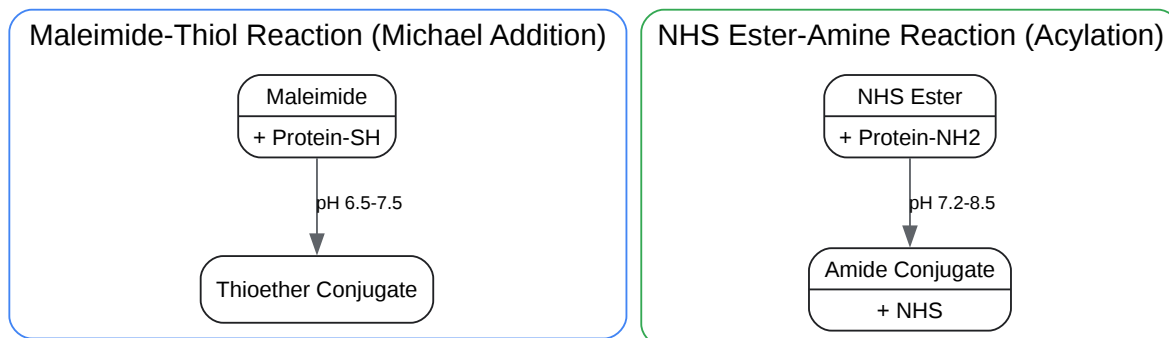 Maleimide-Thiol Reaction (Michael Addition)
Maleimide
+ Protein-SH
pH 6.5-7.5
Thioether Conjugate
NHS Ester-Amine Reaction (Acylation)
NHS Ester
+ Protein-NH2
pH 7.2-8.5
Amide Conjugate
+ NHS